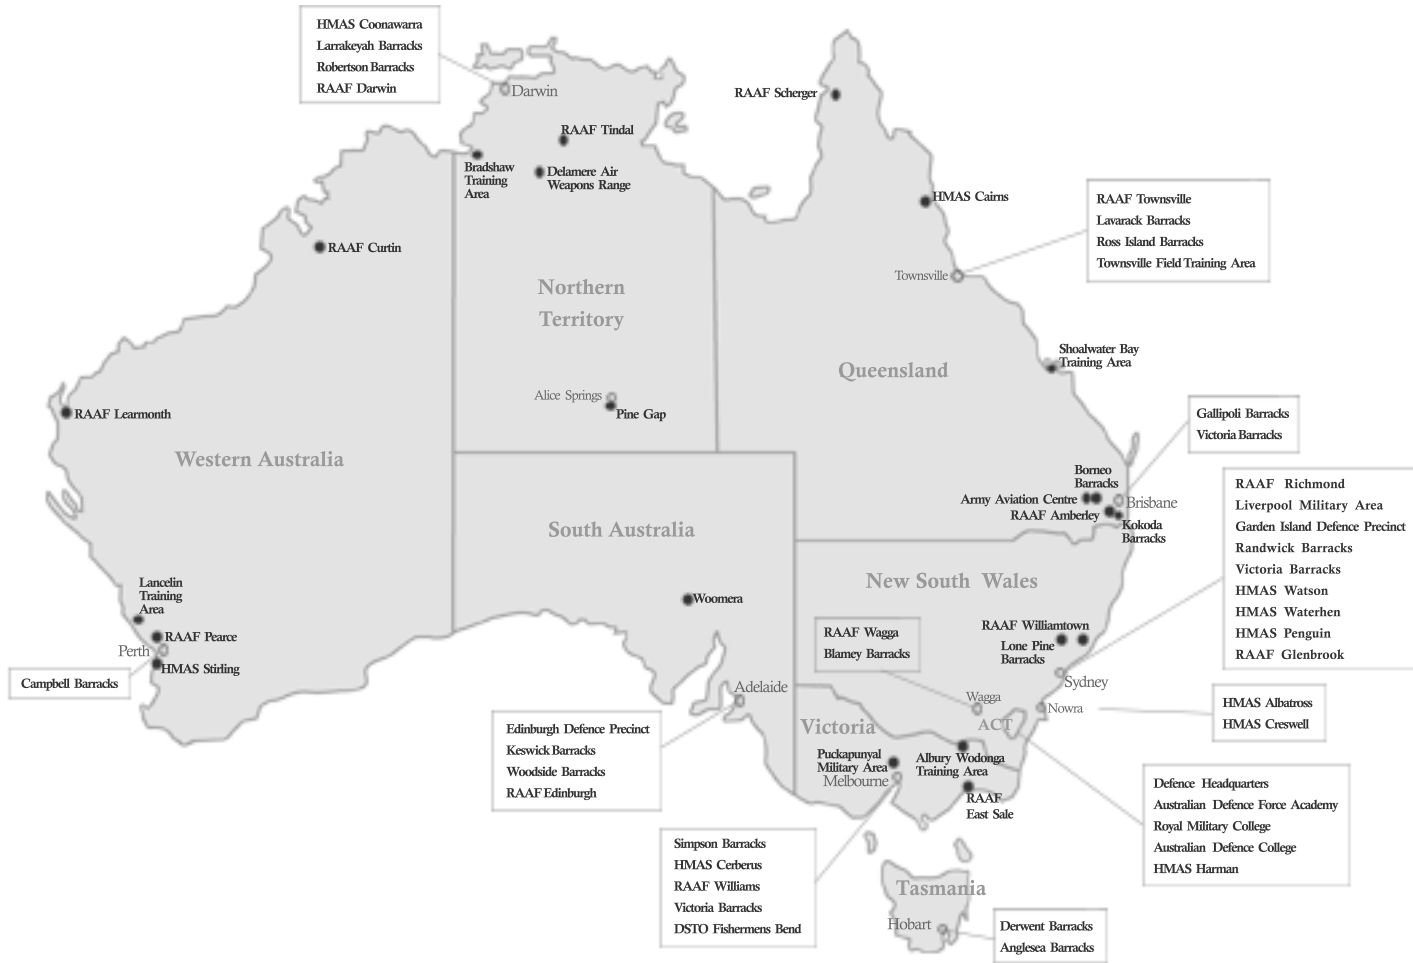 HMAS Coonawarra
Larrakeyah Barracks
Robertson Barracks
RAAF Darwin
Darwin
RAAF Scherger
RAAF Tindal
Bradshaw
Training
Area
Delamere Air
Weapons Range
HMAS Cairns
RAAF Townsville
Lavarack Barracks
Ross Island Barracks
Townsville Field Training Area
RAAF Curtin
Townsville
Northern
Territory
Shoalwater Bay
Training Area
Queensland
Alice Springs
Pine Gap
RAAF Learmonth
Gallipoli Barracks
Victoria Barracks
Western Australia
Borneo
Barracks
Army Aviation Centre
Brisbane
RAAF Amberley
Kokoda
Barracks
RAAF Richmond
Liverpool Military Area
Garden Island Defence Precinct
Randwick Barracks
Victoria Barracks
HMAS Watson
HMAS Waterhen
HMAS Penguin
RAAF Glenbrook
South Australia
New South Wales
Lancelin
Training
Area
Woomera
RAAF Pearce
Perth
HMAS Stirling
Campbell Barracks
RAAF Wagga
Blamey Barracks
RAAF Williamtown
Lone Pine
Barracks
Sydney
Adelaide
Wagga
Nowra
HMAS Albatross
HMAS Creswell
ACT
Victoria
Edinburgh Defence Precinct
Keswick Barracks
Woodside Barracks
RAAF Edinburgh
Puckapunyal
Military Area
Melbourne
Albury Wodonga
Training Area
RAAF
East Sale
Defence Headquarters
Australian Defence Force Academy
Royal Military College
Australian Defence College
HMAS Harman
Simpson Barracks
HMAS Cerberus
RAAF Williams
Victoria Barracks
DSTO Fishermens Bend
Tasmania
Hobart
Derwent Barracks
Anglesea Barracks